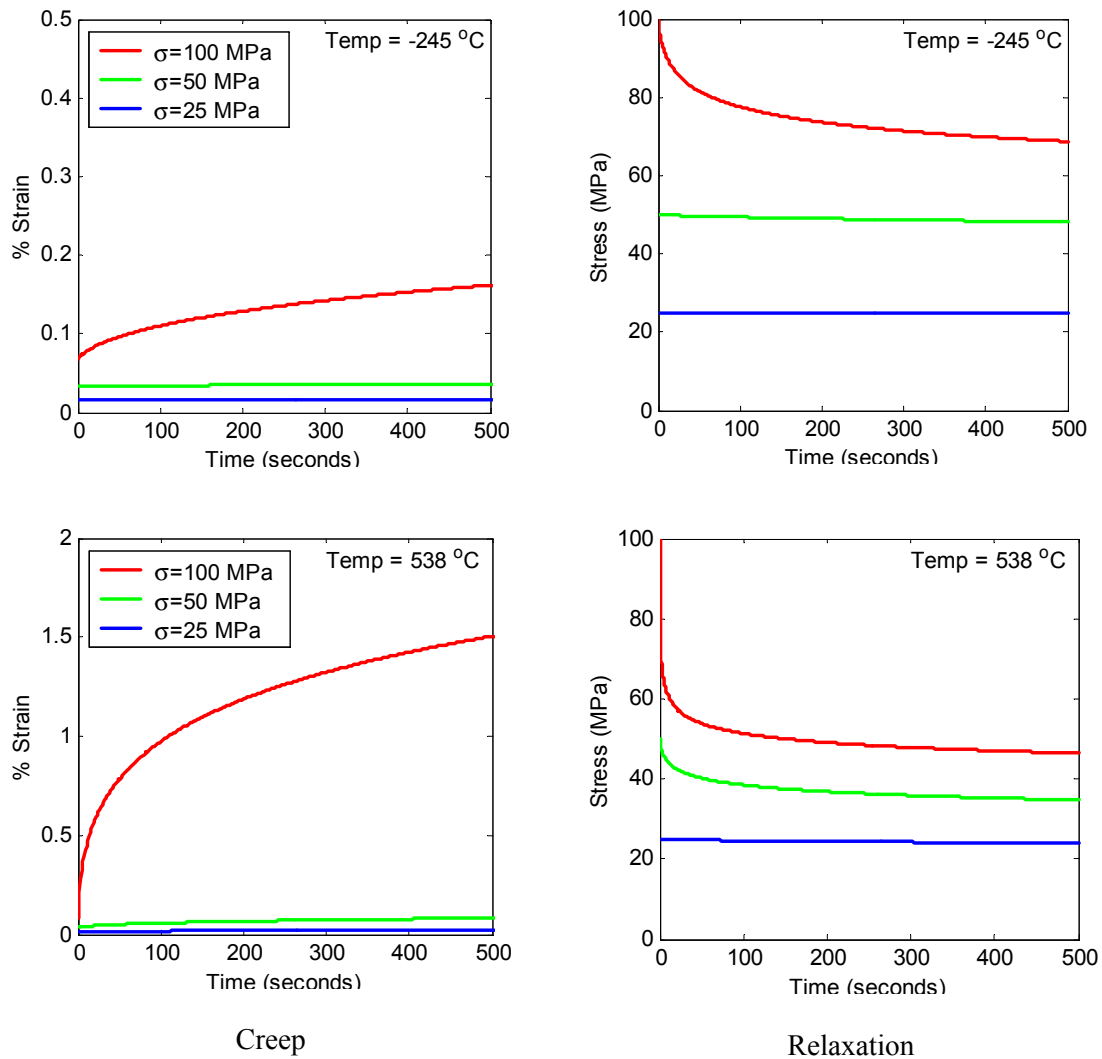 0.5
0.4
0.3
0.2
0.1
0
% Strain
Temp = -245 °C
σ=100 MPa
σ=50 MPa
σ=25 MPa
0 100 200 300 400 500
Time (seconds)
100
80
60
40
20
0
Stress (MPa)
Temp = -245 °C
0 100 200 300 400 500
Time (seconds)
2
1.5
1
0.5
0
% Strain
Temp = 538 °C
σ=100 MPa
σ=50 MPa
σ=25 MPa
0 100 200 300 400 500
Time (seconds)
100
80
60
40
20
0
Stress (MPa)
Temp = 538 °C
0 100 200 300 400 500
Time (seconds)
Creep
Relaxation